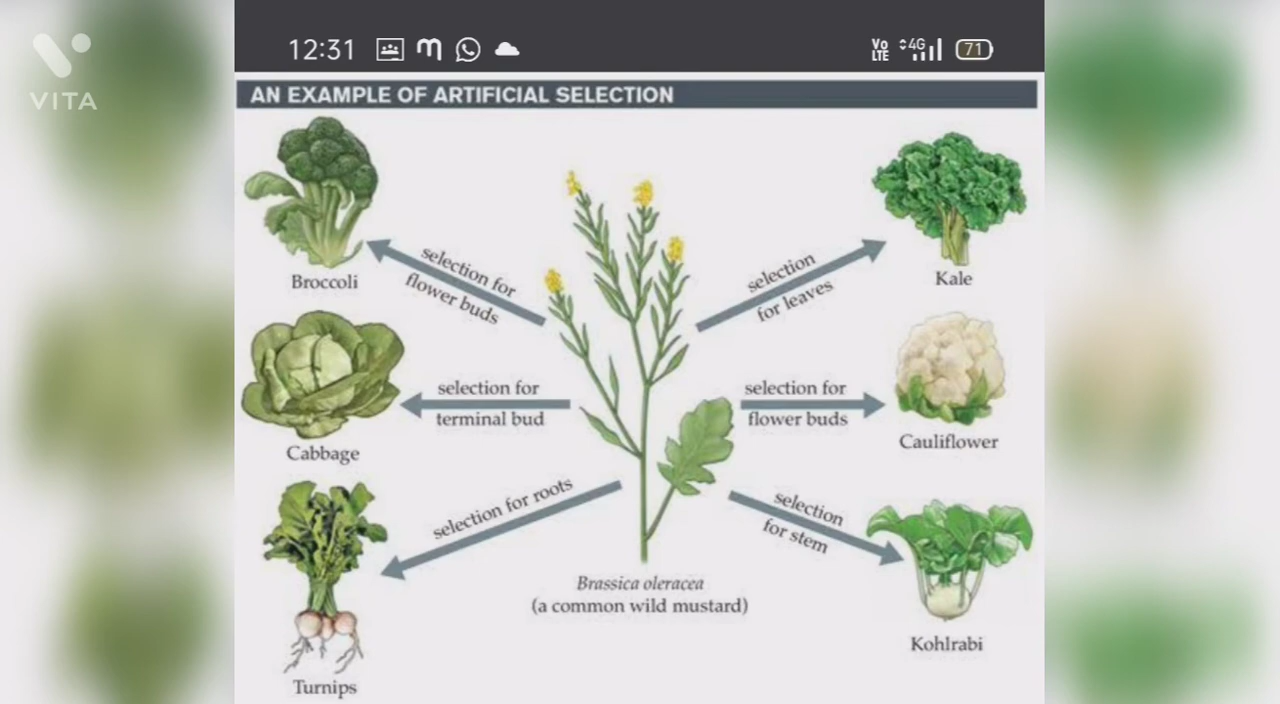 VITA
12:31
Vo
LTE
4G
71
AN EXAMPLE OF ARTIFICIAL SELECTION
Broccoli
selection for
flower buds
selection
for leaves
Kale
Cabbage
selection for
terminal bud
selection for
flower buds
Cauliflower
Turnips
selection for roots
selection
for stem
Kohlrabi
Brassica oleracea
(a common wild mustard)